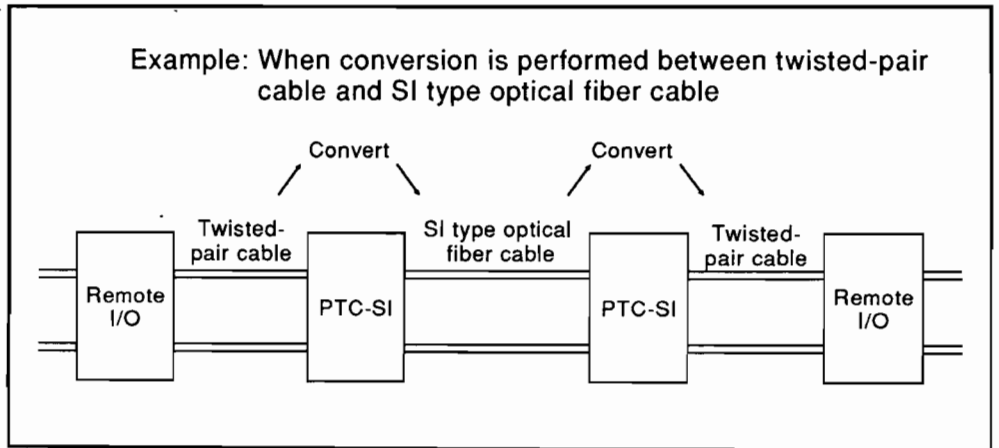 Example: When conversion is performed between twisted-pair
cable and SI type optical fiber cable
Convert
Convert
Twisted-
pair cable
SI type optical
fiber cable
Twisted-
pair cable
Remote
I/O
PTC-SI
PTC-SI
Remote
I/O